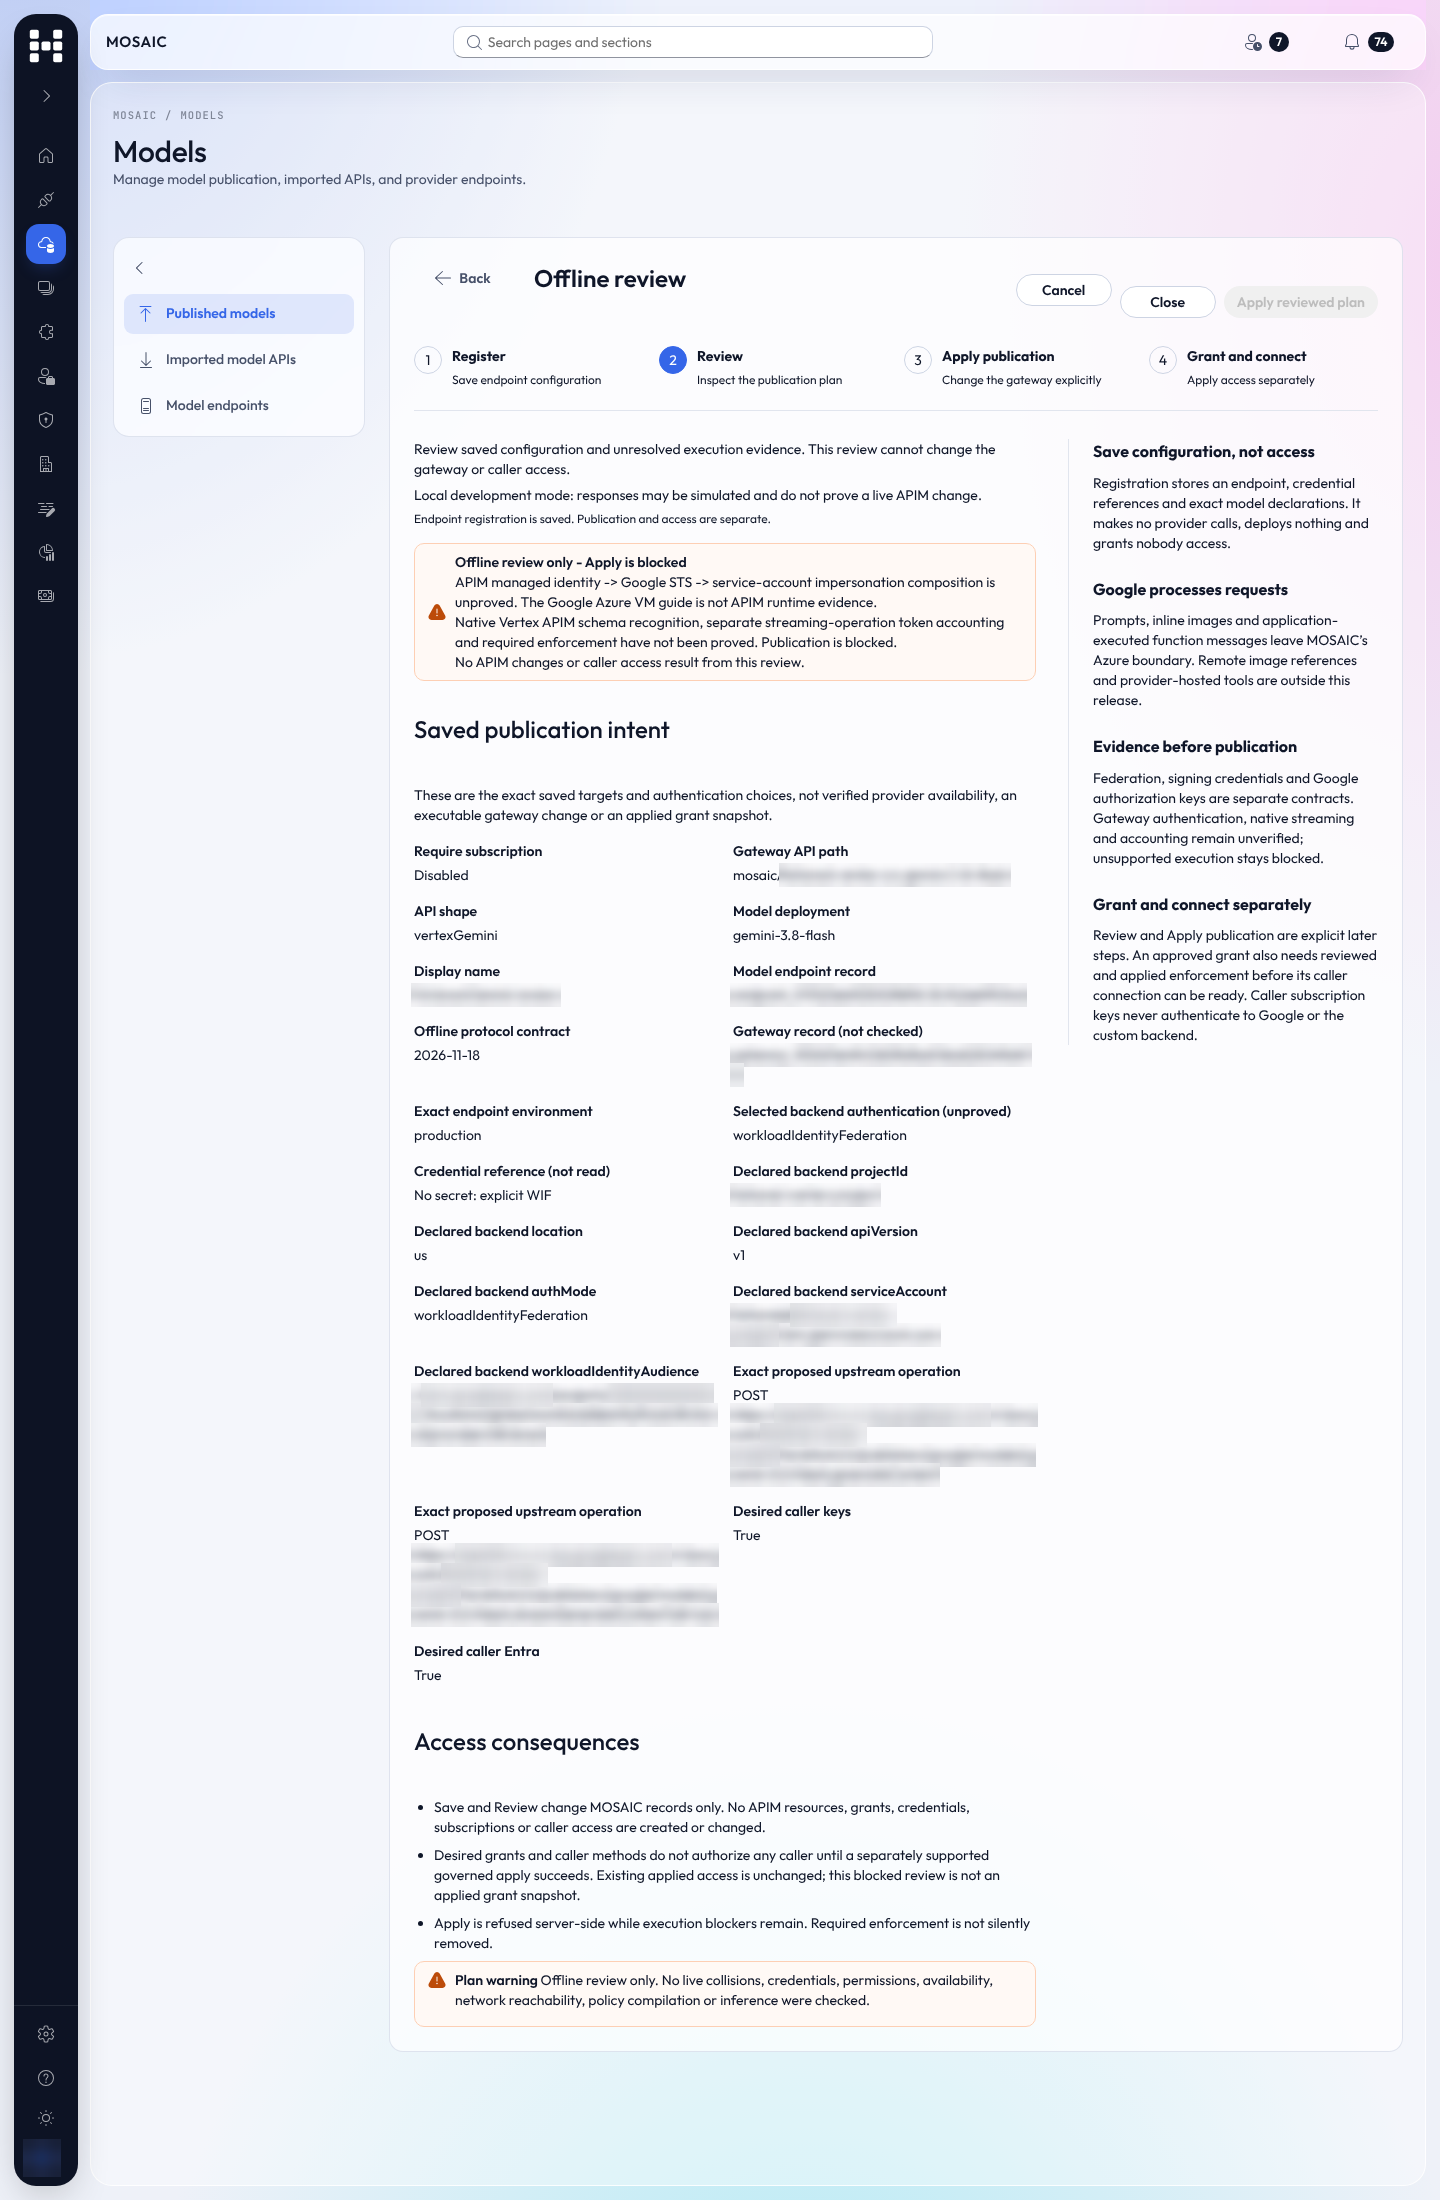 MOSAIC
Search pages and sections
7
74
MOSAIC / MODELS
Models
Manage model publication, imported APIs, and provider endpoints.
Published models
Imported model APIs
Model endpoints
Back
Offline review
Cancel
Close
Apply reviewed plan
1
Register
Save endpoint configuration
2
Review
Inspect the publication plan
3
Apply publication
Change the gateway explicitly
4
Grant and connect
Apply access separately
Review saved configuration and unresolved execution evidence. This review cannot change the
gateway or caller access.
Local development mode: responses may be simulated and do not prove a live APIM change.
Endpoint registration is saved. Publication and access are separate.
Offline review only - Apply is blocked
APIM managed identity -> Google STS -> service-account impersonation composition is
unproved. The Google Azure VM guide is not APIM runtime evidence.
Native Vertex APIM schema recognition, separate streaming-operation token accounting
and required enforcement have not been proved. Publication is blocked.
No APIM changes or caller access result from this review.
Saved publication intent
These are the exact saved targets and authentication choices, not verified provider availability, an
executable gateway change or an applied grant snapshot.
Require subscription
Disabled
Gateway API path
mosaic/
API shape
vertexGemini
Model deployment
gemini-3.8-flash
Display name
Model endpoint record
Offline protocol contract
2026-11-18
Gateway record (not checked)
Exact endpoint environment
production
Selected backend authentication (unproved)
workloadIdentityFederation
Credential reference (not read)
No secret: explicit WIF
Declared backend projectId
Declared backend location
us
Declared backend apiVersion
v1
Declared backend authMode
workloadIdentityFederation
Declared backend serviceAccount
Declared backend workloadIdentityAudience
Exact proposed upstream operation
POST
Exact proposed upstream operation
POST
Desired caller keys
True
Desired caller Entra
True
Access consequences
Save and Review change MOSAIC records only. No APIM resources, grants, credentials,
subscriptions or caller access are created or changed.
Desired grants and caller methods do not authorize any caller until a separately supported
governed apply succeeds. Existing applied access is unchanged; this blocked review is not an
applied grant snapshot.
Apply is refused server-side while execution blockers remain. Required enforcement is not silently
removed.
Plan warning Offline review only. No live collisions, credentials, permissions, availability,
network reachability, policy compilation or inference were checked.
Save configuration, not access
Registration stores an endpoint, credential
references and exact model declarations. It
makes no provider calls, deploys nothing and
grants nobody access.
Google processes requests
Prompts, inline images and application-
executed function messages leave MOSAIC's
Azure boundary. Remote image references
and provider-hosted tools are outside this
release.
Evidence before publication
Federation, signing credentials and Google
authorization keys are separate contracts.
Gateway authentication, native streaming
and accounting remain unverified;
unsupported execution stays blocked.
Grant and connect separately
Review and Apply publication are explicit later
steps. An approved grant also needs reviewed
and applied enforcement before its caller
connection can be ready. Caller subscription
keys never authenticate to Google or the
custom backend.